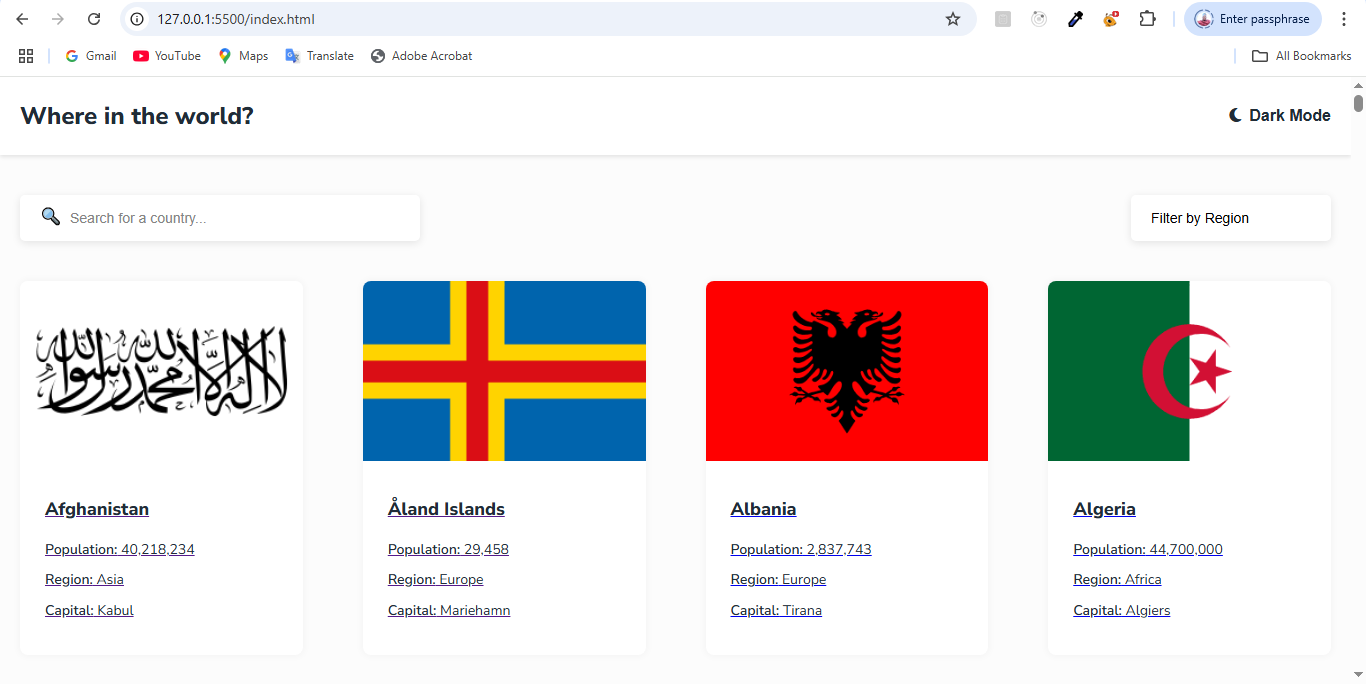 127.0.0.1:5500/index.html
Enter passphrase
Gmail
YouTube
Maps
Translate
Adobe Acrobat
All Bookmarks
Where in the world?
Dark Mode
Search for a country...
Filter by Region
لا إله إلا الله محمد رسول الله
Afghanistan
Population: 40,218,234
Region: Asia
Capital: Kabul
Åland Islands
Population: 29,458
Region: Europe
Capital: Mariehamn
Albania
Population: 2,837,743
Region: Europe
Capital: Tirana
Algeria
Population: 44,700,000
Region: Africa
Capital: Algiers